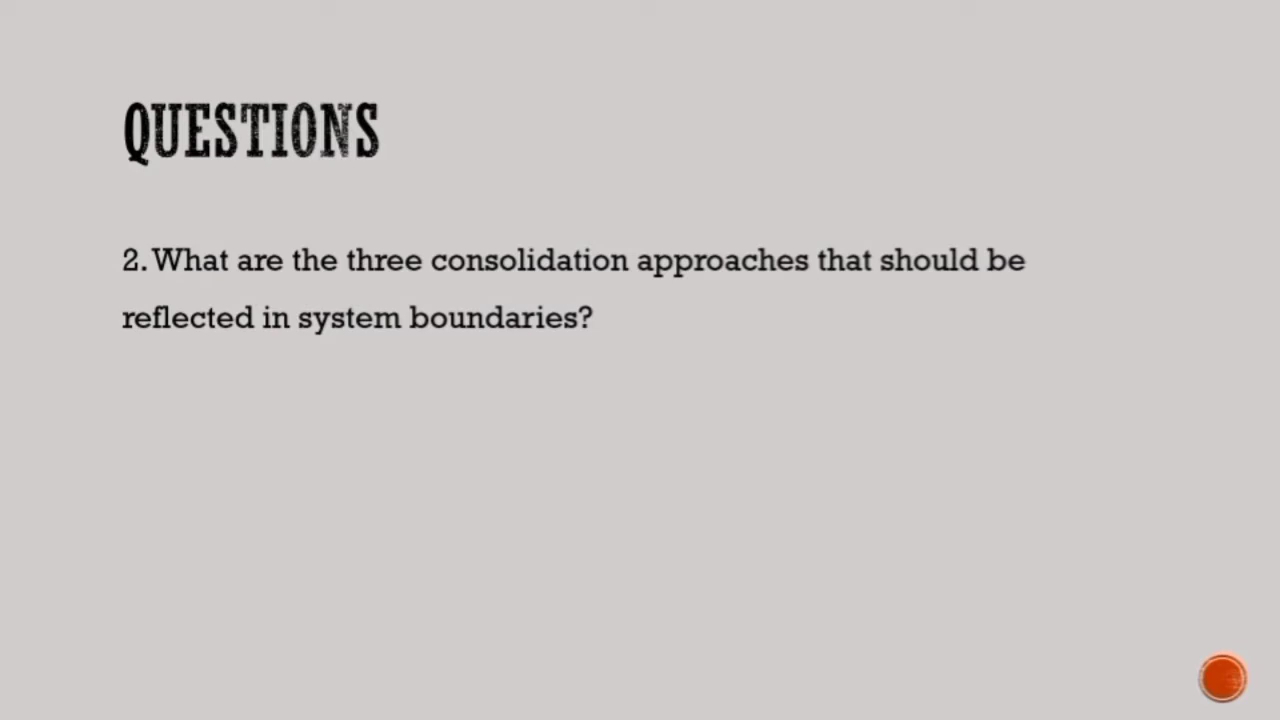 QUESTIONS
2. What are the three consolidation approaches that should be
reflected in system boundaries?